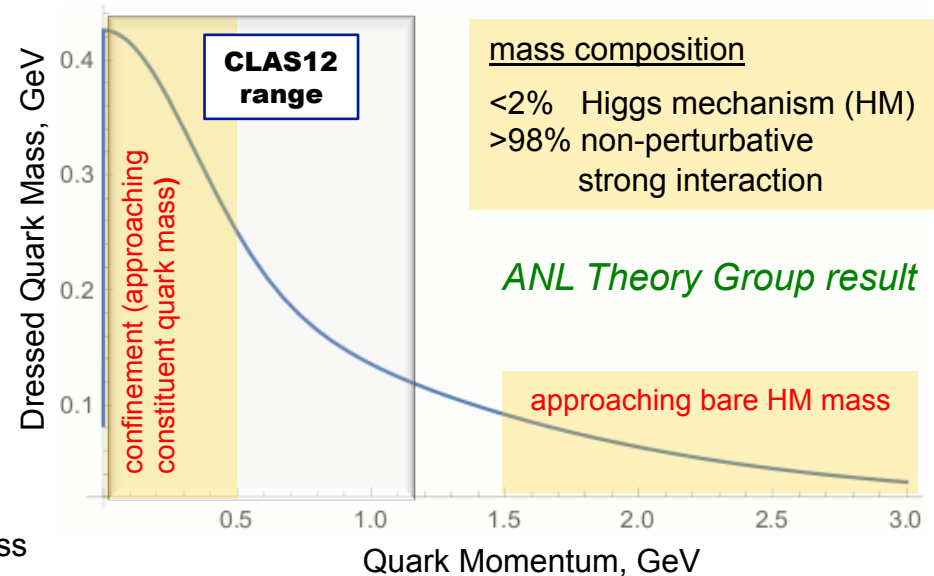 Dressed Quark Mass, GeV
0.4
0.3
0.2
0.1
CLAS12
range
confinement (approaching
constituent quark mass)
mass composition
<2% Higgs mechanism (HM)
>98% non-perturbative
strong interaction
ANL Theory Group result
approaching bare HM mass
0.5 1.0 1.5 2.0 2.5 3.0
Quark Momentum, GeV